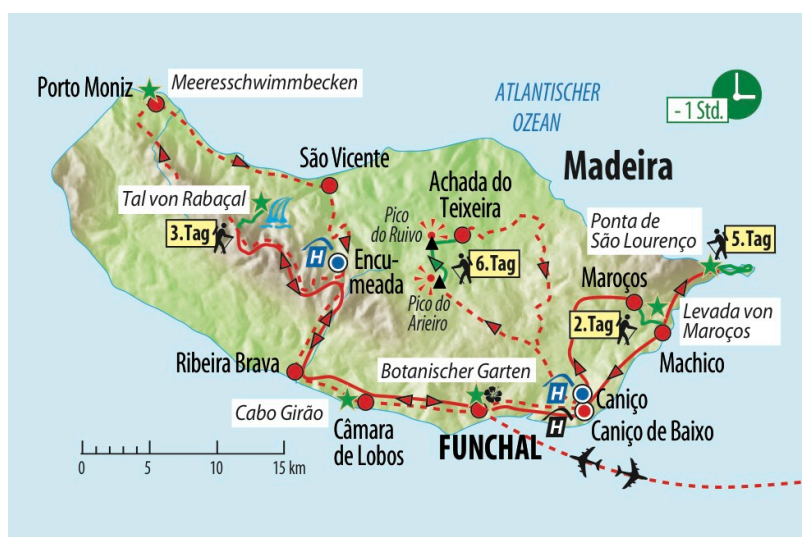 Porto Moniz
Meeresschwimmbecken
ATLANTISCHER
OZEAN
- 1 Std.
São Vicente
Madeira
Achada do
Teixeira
Tal von Rabaçal
3.Tag
Pico
do Ruivo
Ponta de
São Lourenço
5.Tag
H
Encu-
meada
6.Tag
Pico do
Arieiro
Maroços
2.Tag
Levada von
Maroços
Machico
Ribeira Brava
Botanischer Garten
H
Caniço
Cabo Girão
Câmara
de Lobos
FUNCHAL
H
Caniço de Baixo
0 5 10 15 km